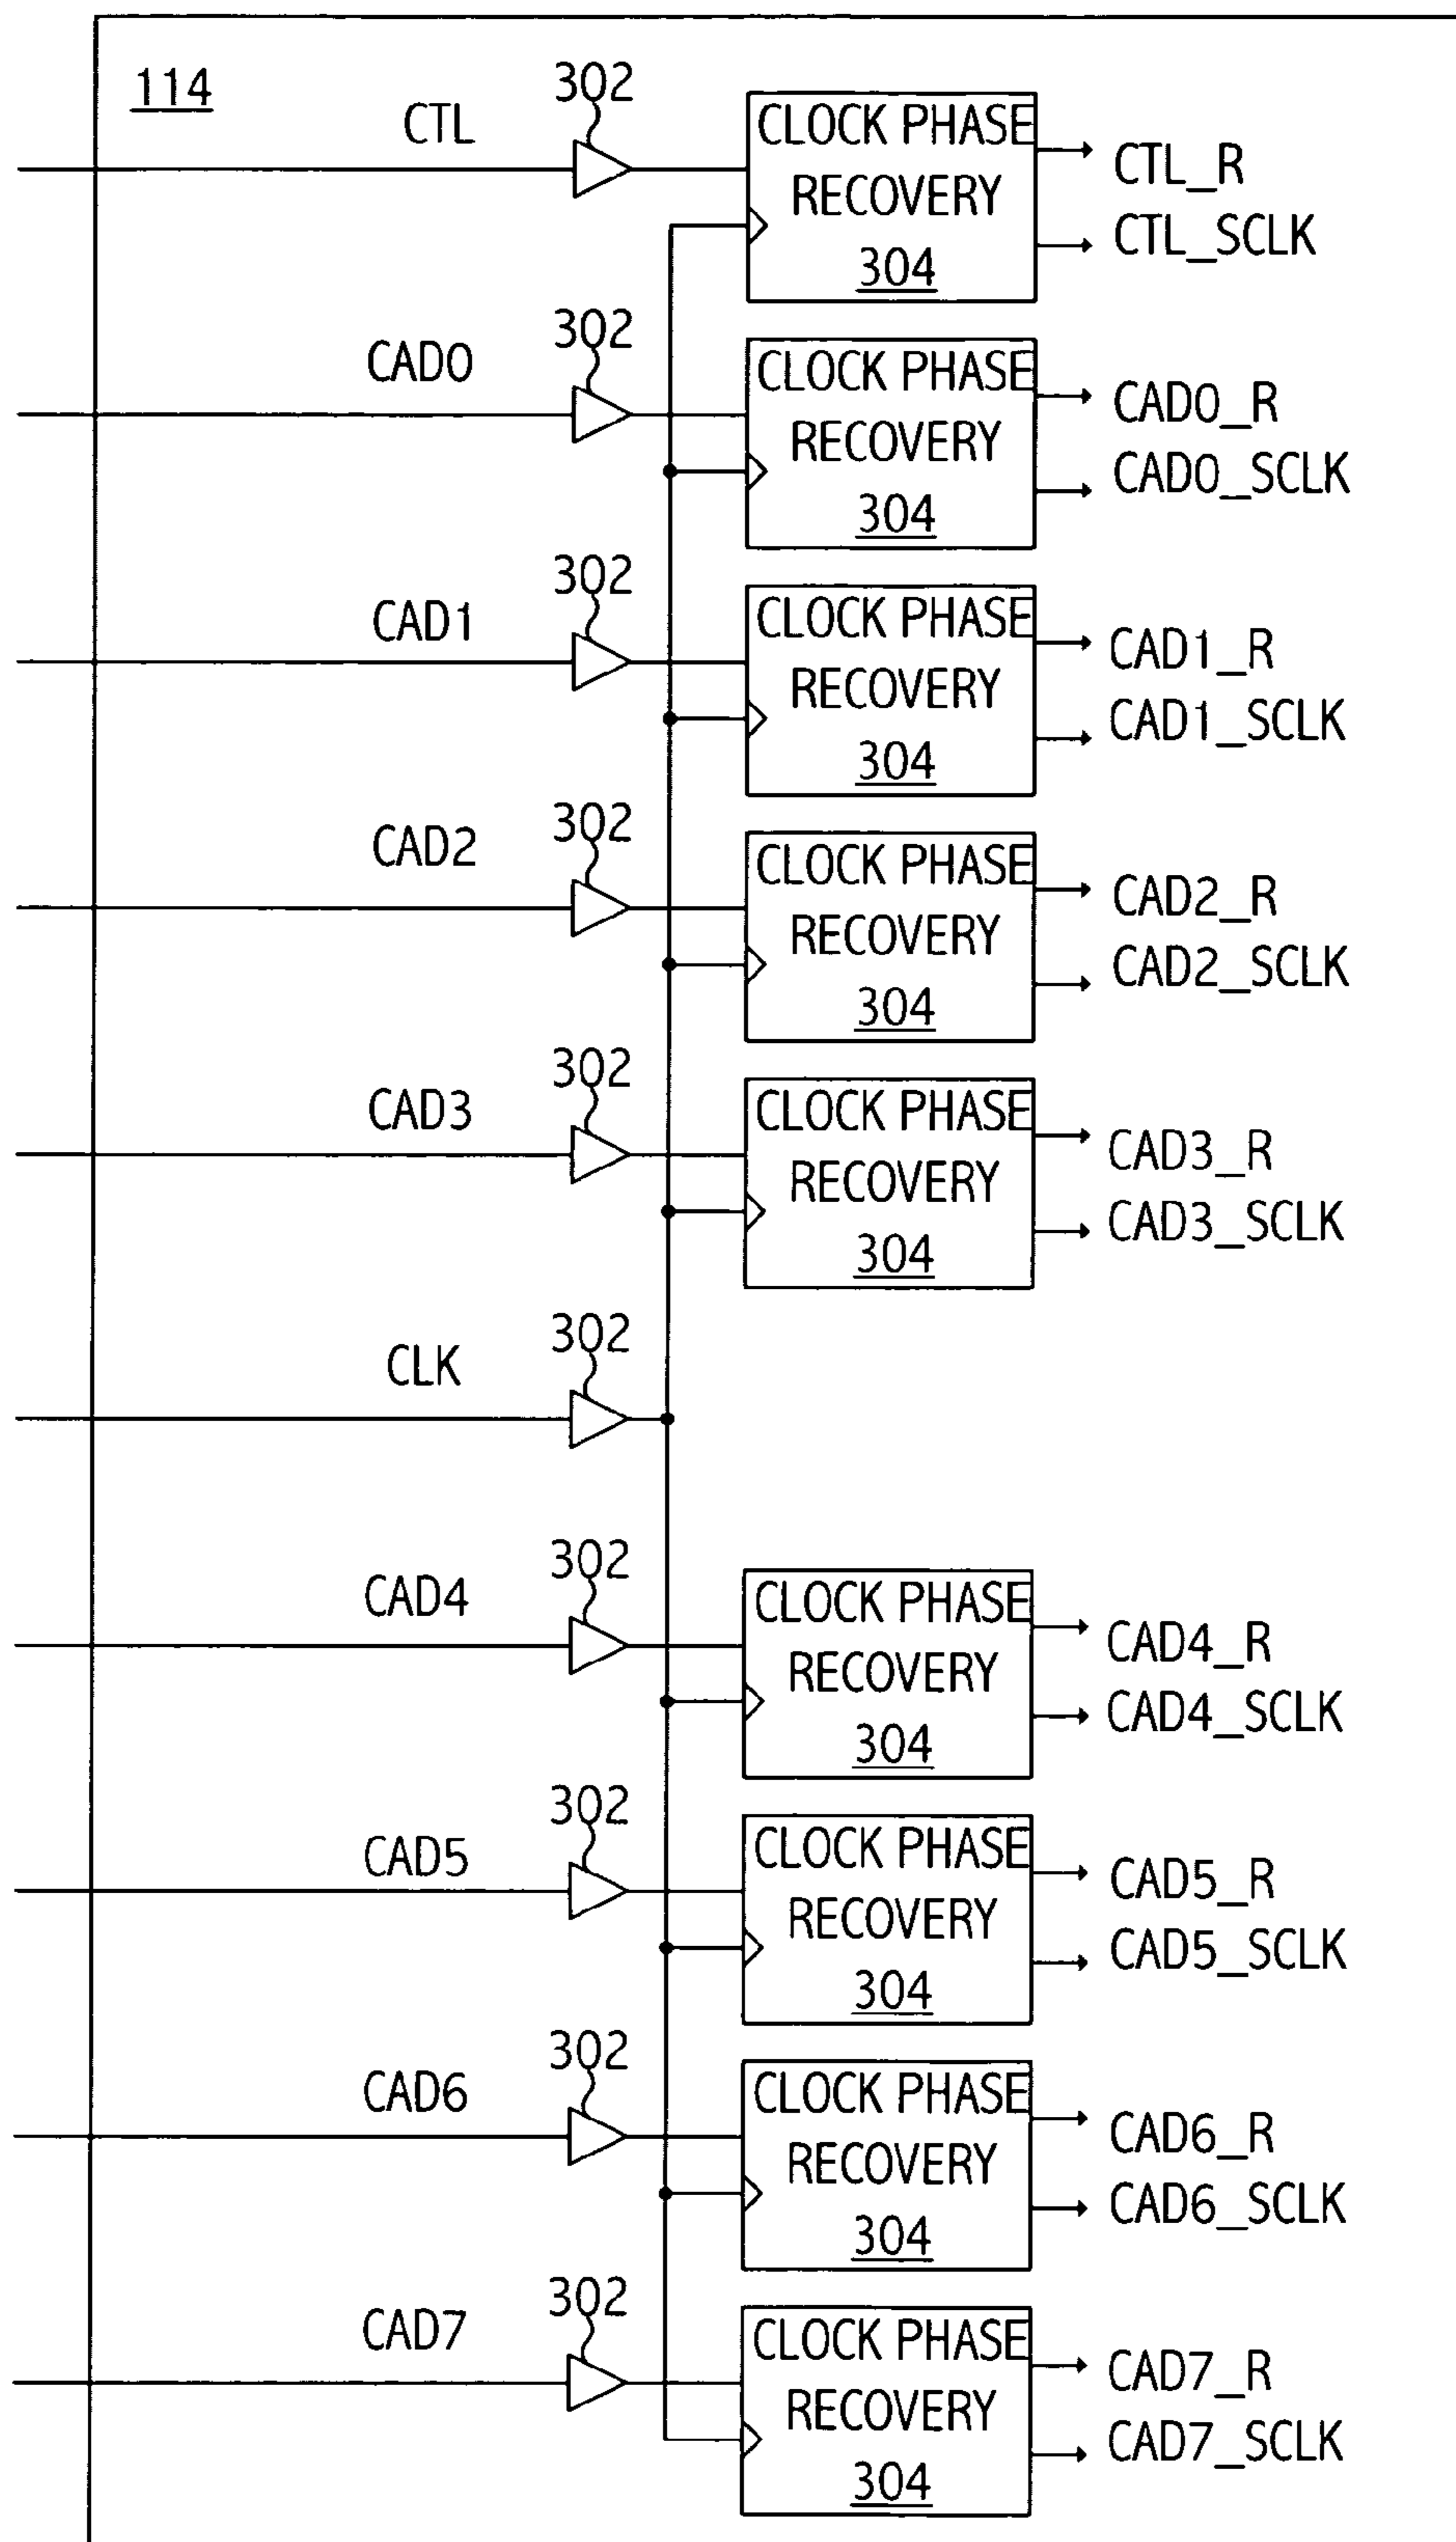 114
302
CTL
CLOCK PHASE
RECOVERY
304
CTL_R
CTL_SCLK
302
CAD0
CLOCK PHASE
RECOVERY
304
CAD0_R
CAD0_SCLK
302
CAD1
CLOCK PHASE
RECOVERY
304
CAD1_R
CAD1_SCLK
302
CAD2
CLOCK PHASE
RECOVERY
304
CAD2_R
CAD2_SCLK
302
CAD3
CLOCK PHASE
RECOVERY
304
CAD3_R
CAD3_SCLK
302
CLK
302
CAD4
CLOCK PHASE
RECOVERY
304
CAD4_R
CAD4_SCLK
302
CAD5
CLOCK PHASE
RECOVERY
304
CAD5_R
CAD5_SCLK
302
CAD6
CLOCK PHASE
RECOVERY
304
CAD6_R
CAD6_SCLK
302
CAD7
CLOCK PHASE
RECOVERY
304
CAD7_R
CAD7_SCLK